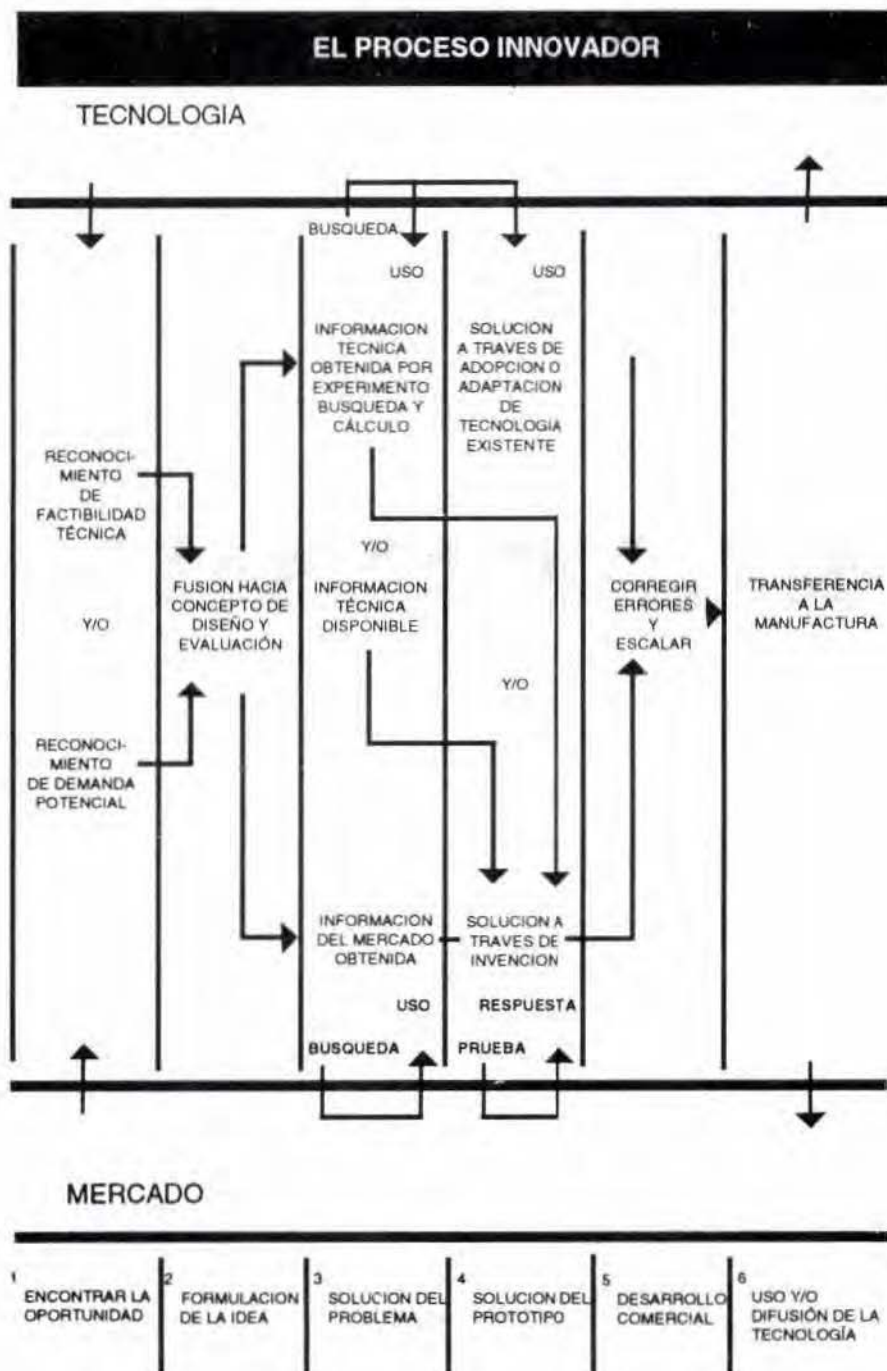 EL PROCESO INNOVADOR
TECNOLOGIA
BUSQUEDA
USO
USO
INFORMACION
TECNICA
OBTENIDA POR
EXPERIMENTO
BUSQUEDA Y
CÁLCULO
SOLUCION
A TRAVES DE
ADOPCION O
ADAPTACION
DE
TECNOLOGIA
EXISTENTE
RECONOCI-
MIENTO
DE
FACTIBILIDAD
TÉCNICA
Y/O
RECONOCI-
MIENTO
DE DEMANDA
POTENCIAL
FUSION HACIA
CONCEPTO DE
DISEÑO Y
EVALUACIÓN
Y/O
INFORMACION
TÉCNICA
DISPONIBLE
Y/O
CORREGIR
ERRORES
Y
ESCALAR
TRANSFERENCIA
A LA
MANUFACTURA
INFORMACION
DEL MERCADO
OBTENIDA
SOLUCION A
TRAVES DE
INVENCION
USO
RESPUESTA
BUSQUEDA
PRUEBA
MERCADO
1
ENCONTRAR LA
OPORTUNIDAD
2
FORMULACION
DE LA IDEA
3
SOLUCION DEL
PROBLEMA
4
SOLUCION DEL
PROTOTIPO
5
DESARROLLO
COMERCIAL
6
USO Y/O
DIFUSIÓN DE LA
TECNOLOGÍA